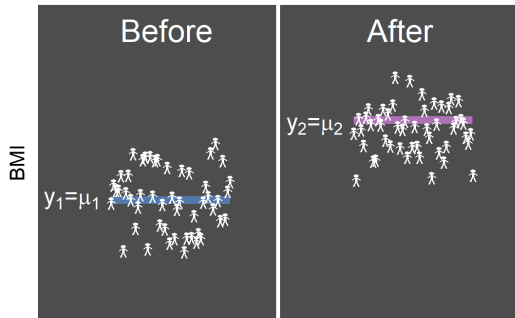 Before
After
BMI
y₁=μ₁
y₂=μ₂